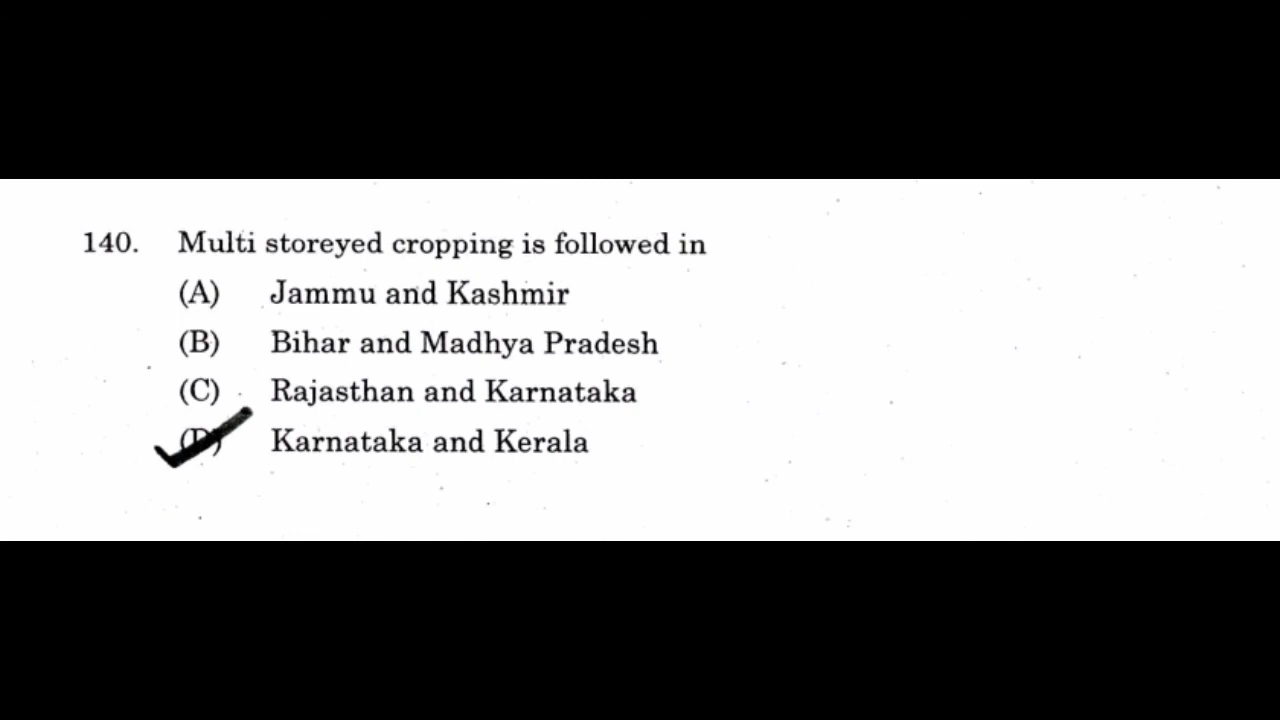 140. Multi storeyed cropping is followed in
(A) Jammu and Kashmir
(B) Bihar and Madhya Pradesh
(C) Rajasthan and Karnataka
(D) Karnataka and Kerala